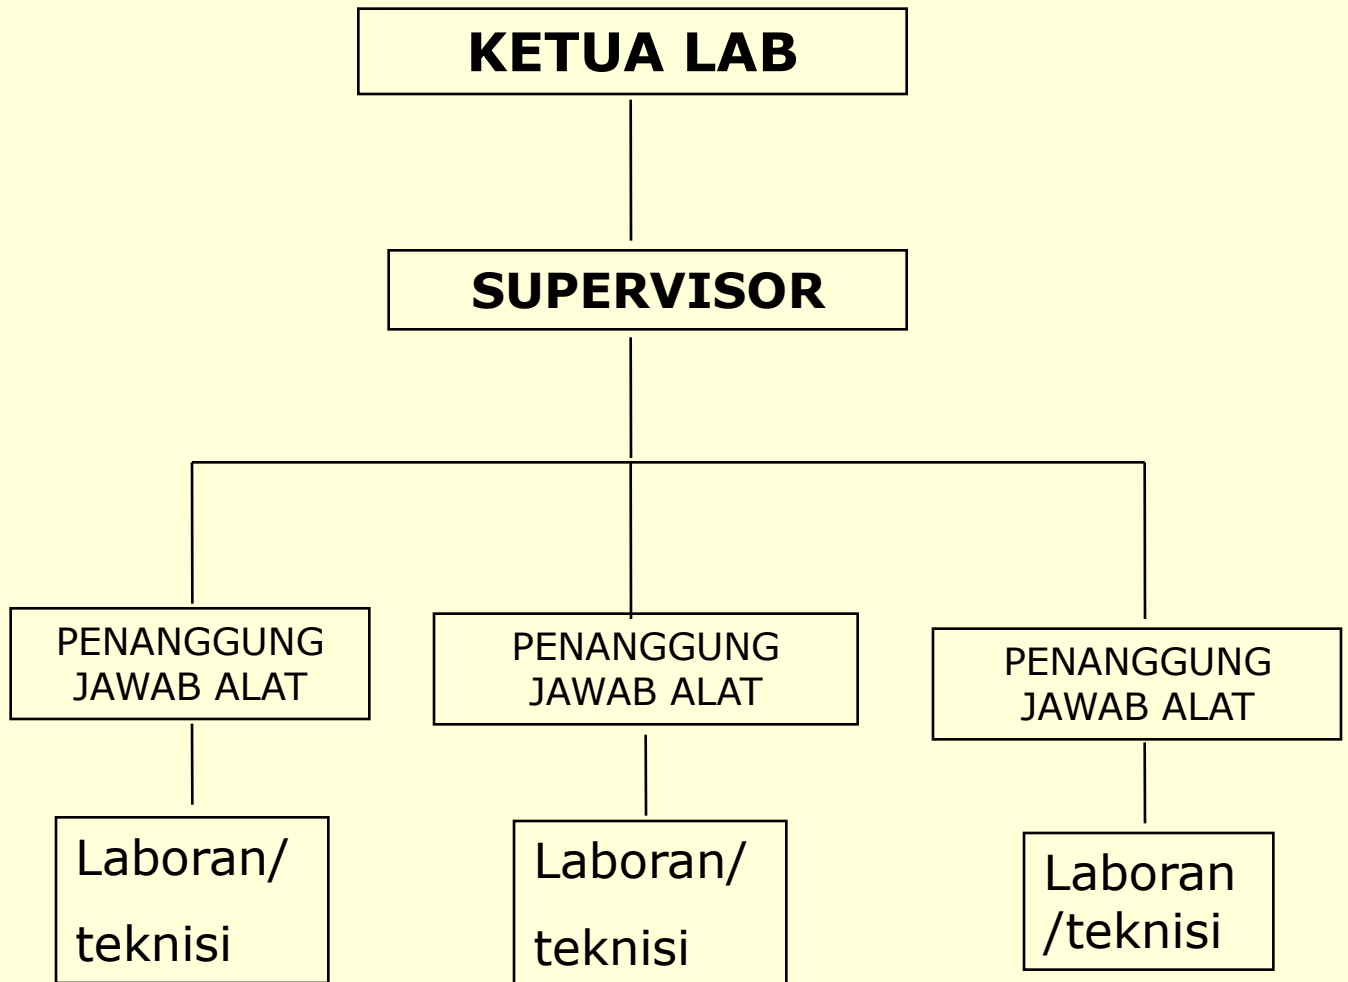 KETUA LAB
SUPERVISOR
PENANGGUNG
JAWAB ALAT
PENANGGUNG
JAWAB ALAT
PENANGGUNG
JAWAB ALAT
Laboran/
teknisi
Laboran/
teknisi
Laboran
/teknisi